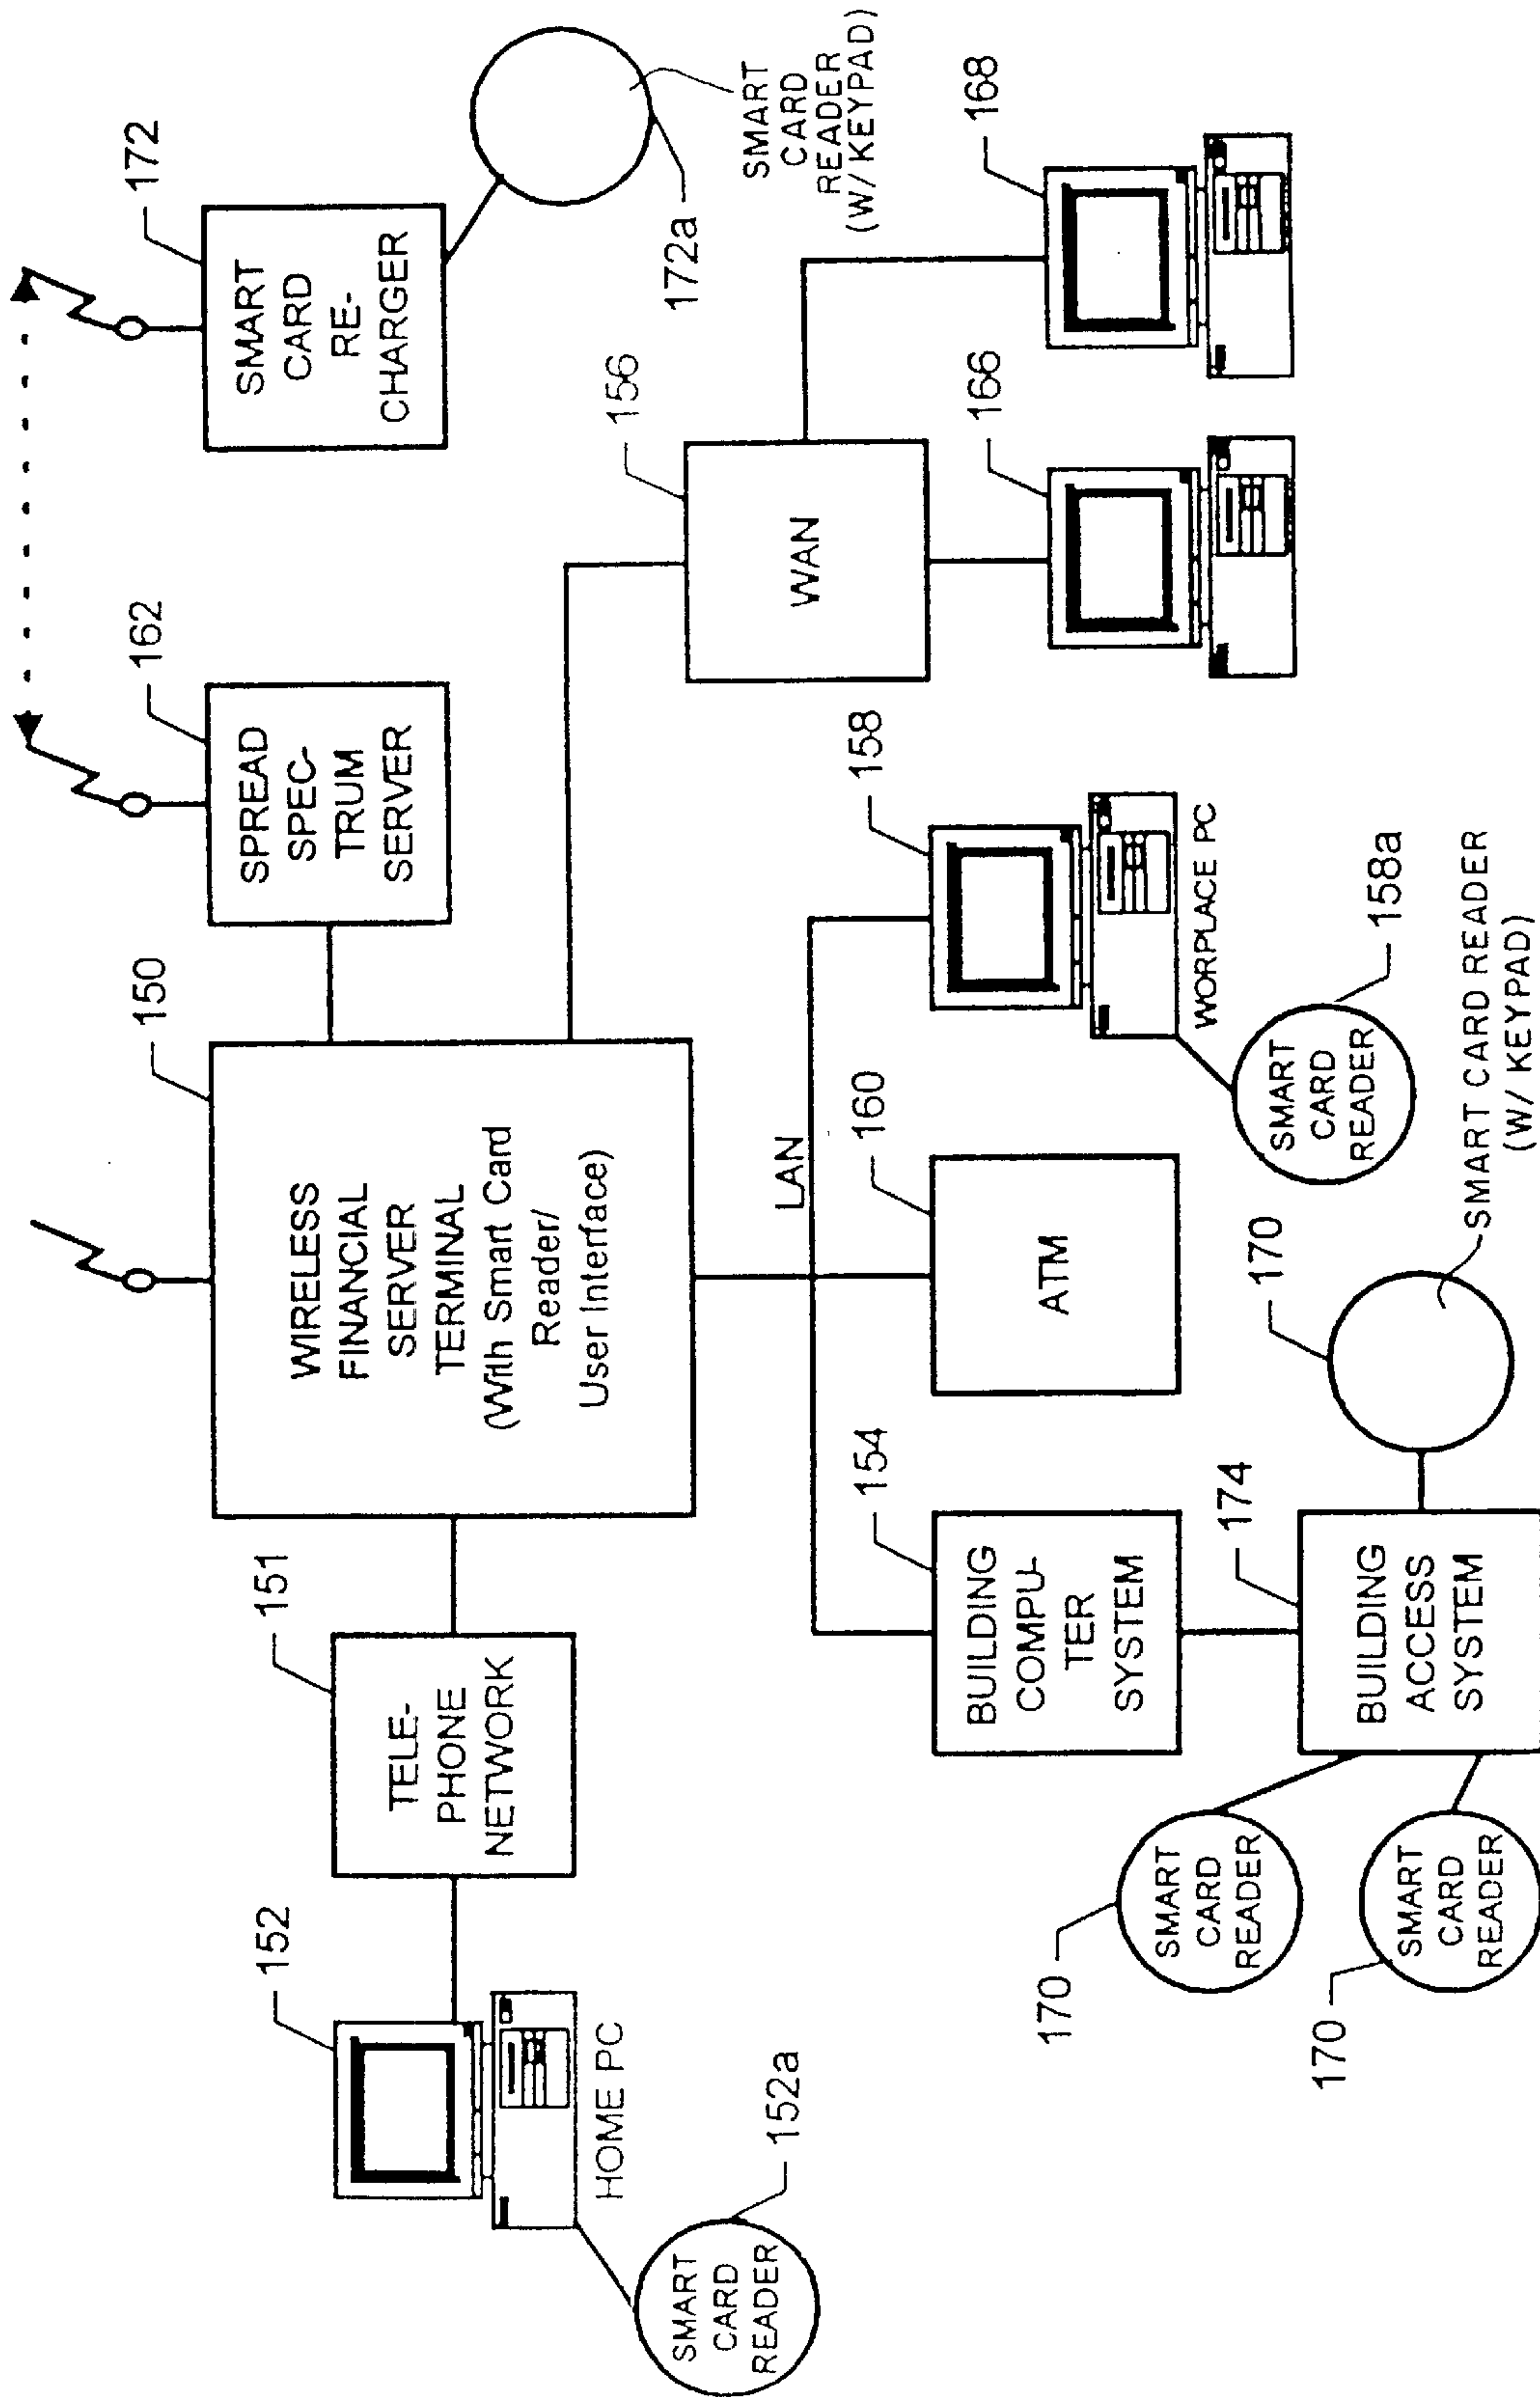 152
HOME PC
SMART
CARD
READER
152a
151
TELE-
PHONE
NETWORK
150
WIRELESS
FINANCIAL
SERVER
TERMINAL
(With Smart Card
Reader/
User Interface)
162
SPREAD
SPEC-
TRUM
SERVER
172
SMART
CARD
RE-
CHARGER
172a
SMART
CARD
READER
(W/ KEYPAD)
156
WAN
166
168
LAN
154
BUILDING
COMPU-
TER
SYSTEM
160
ATM
158
WORPLACE PC
SMART
CARD
READER
158a
174
BUILDING
ACCESS
SYSTEM
170
SMART
CARD
READER
170
SMART
CARD
READER
170
SMART CARD READER
(W/ KEYPAD)